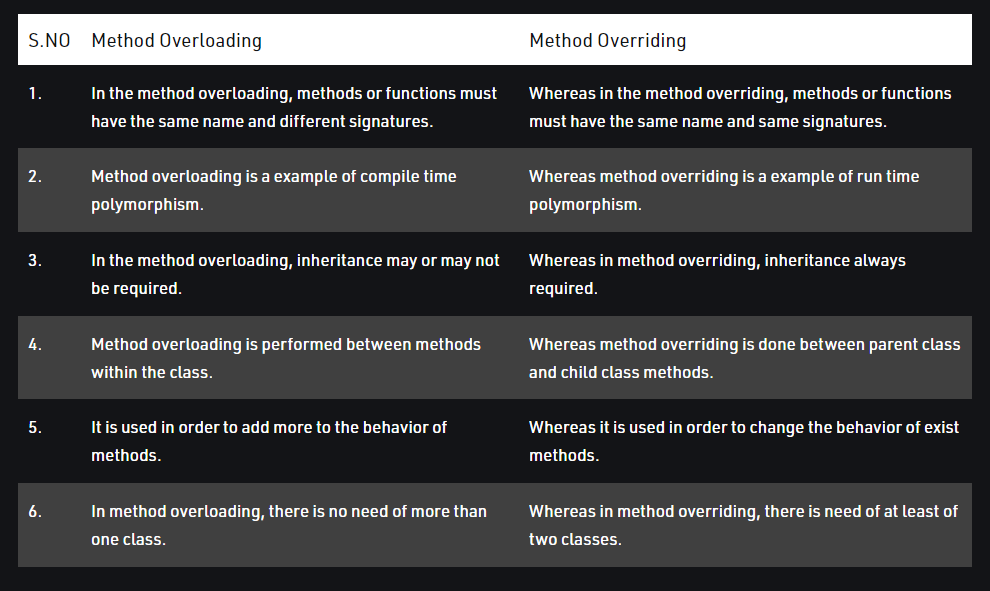 S.NO Method Overloading Method Overriding
1. In the method overloading, methods or functions must Whereas in the method overriding, methods or functions
have the same name and different signatures. must have the same name and same signatures.
2. Method overloading is a example of compile time Whereas method overriding is a example of run time
polymorphism. polymorphism.
3. In the method overloading, inheritance may or may not Whereas in method overriding, inheritance always
be required. required.
4. Method overloading is performed between methods Whereas method overriding is done between parent class
within the class. and child class methods.
5. It is used in order to add more to the behavior of Whereas it is used in order to change the behavior of exist
methods. methods.
6. In method overloading, there is no need of more than Whereas in method overriding, there is need of at least of
one class. two classes.